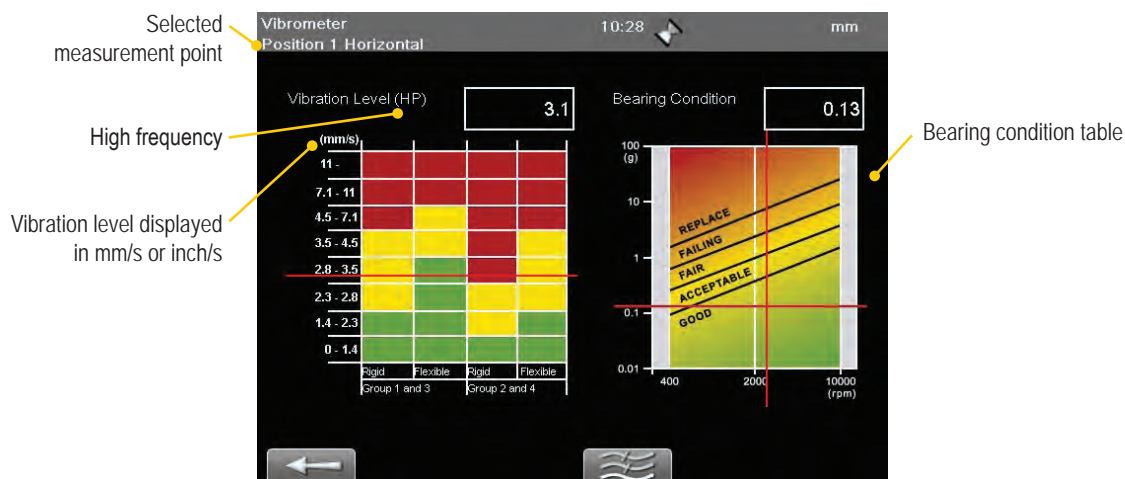 Selected
measurement point
High frequency
Vibration level displayed
in mm/s or inch/s
Vibrometer
Position 1 Horizontal
10:28
mm
Vibration Level (HP)
3.1
(mm/s)
11 -
7.1 - 11
4.5 - 7.1
3.5 - 4.5
2.8 - 3.5
2.3 - 2.8
1.4 - 2.3
0 - 1.4
Rigid Flexible Rigid Flexible
Group 1 and 3 Group 2 and 4
Bearing Condition
0.13
100
(g)
10
1
0.1
0.01
REPLACE
FAILING
FAIR
ACCEPTABLE
GOOD
400 2000 10000
(rpm)
Bearing condition table